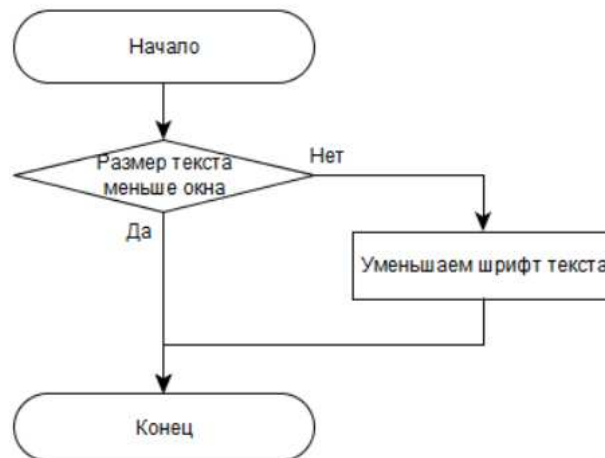 Начало
Размер текста
меньше окна
Нет
Да
Уменьшаем шрифт текста
Конец